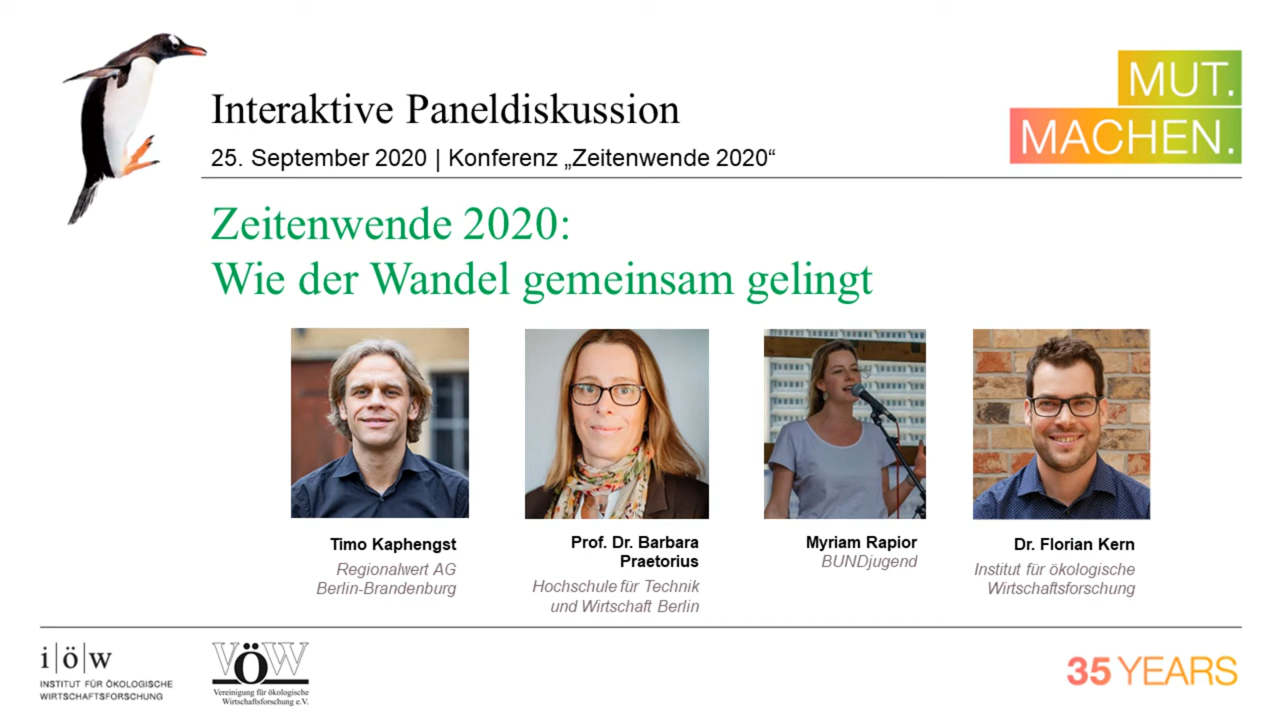 MUT.
MACHEN.
Interaktive Paneldiskussion
25. September 2020 | Konferenz „Zeitenwende 2020“
Zeitenwende 2020:
Wie der Wandel gemeinsam gelingt
Timo Kaphengst
Regionalwert AG
Berlin-Brandenburg
Prof. Dr. Barbara
Praetorius
Hochschule für Technik
und Wirtschaft Berlin
Myriam Rapior
BUNDjugend
Dr. Florian Kern
Institut für ökologische
Wirtschaftsforschung
i|ö|w
INSTITUT FÜR ÖKOLOGISCHE
WIRTSCHAFTSFORSCHUNG
VÖW
Vereinigung für ökologische
Wirtschaftsforschung e.V.
35 YEARS